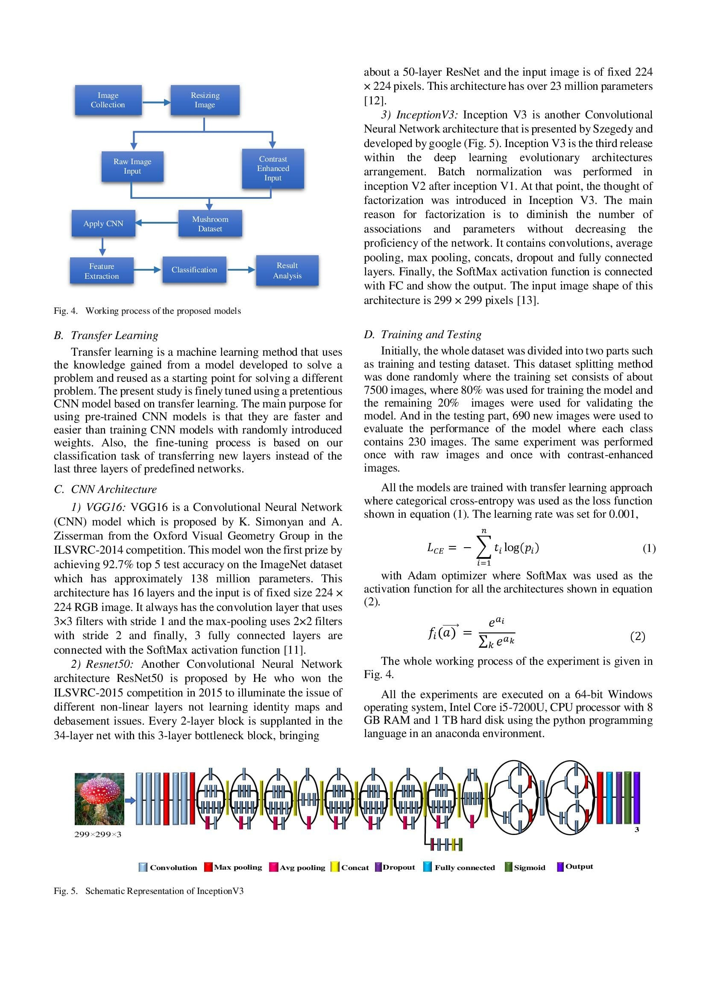 Image
Collection
Resizing
Image
Raw Image
Input
Contrast
Enhanced
Input
Apply CNN
Mushroom
Dataset
Feature
Extraction
Classification
Result
Analysis
Fig. 4. Working process of the proposed models
B. Transfer Learning
Transfer learning is a machine learning method that uses
the knowledge gained from a model developed to solve a
problem and reused as a starting point for solving a different
problem. The present study is finely tuned using a pretentious
CNN model based on transfer learning. The main purpose for
using pre-trained CNN models is that they are faster and
easier than training CNN models with randomly introduced
weights. Also, the fine-tuning process is based on our
classification task of transferring new layers instead of the
last three layers of predefined networks.
C. CNN Architecture
1) VGG16: VGG16 is a Convolutional Neural Network
(CNN) model which is proposed by K. Simonyan and A.
Zisserman from the Oxford Visual Geometry Group in the
ILSVRC-2014 competition. This model won the first prize by
achieving 92.7% top 5 test accuracy on the ImageNet dataset
which has approximately 138 million parameters. This
architecture has 16 layers and the input is of fixed size 224 ×
224 RGB image. It always has the convolution layer that uses
3×3 filters with stride 1 and the max-pooling uses 2×2 filters
with stride 2 and finally, 3 fully connected layers are
connected with the SoftMax activation function [11].
2) Resnet50: Another Convolutional Neural Network
architecture ResNet50 is proposed by He who won the
ILSVRC-2015 competition in 2015 to illuminate the issue of
different non-linear layers not learning identity maps and
debasement issues. Every 2-layer block is supplanted in the
34-layer net with this 3-layer bottleneck block, bringing
about a 50-layer ResNet and the input image is of fixed 224
× 224 pixels. This architecture has over 23 million parameters
[12].
3) InceptionV3: Inception V3 is another Convolutional
Neural Network architecture that is presented by Szegedy and
developed by google (Fig. 5). Inception V3 is the third release
within the deep learning evolutionary architectures
arrangement. Batch normalization was performed in
inception V2 after inception V1. At that point, the thought of
factorization was introduced in Inception V3. The main
reason for factorization is to diminish the number of
associations and parameters without decreasing the
proficiency of the network. It contains convolutions, average
pooling, max pooling, concats, dropout and fully connected
layers. Finally, the SoftMax activation function is connected
with FC and show the output. The input image shape of this
architecture is 299 × 299 pixels [13].
D. Training and Testing
Initially, the whole dataset was divided into two parts such
as training and testing dataset. This dataset splitting method
was done randomly where the training set consists of about
7500 images, where 80% was used for training the model and
the remaining 20% images were used for validating the
model. And in the testing part, 690 new images were used to
evaluate the performance of the model where each class
contains 230 images. The same experiment was performed
once with raw images and once with contrast-enhanced
images.
All the models are trained with transfer learning approach
where categorical cross-entropy was used as the loss function
shown in equation (1). The learning rate was set for 0.001,
L_CE = − ∑_{i=1}^{n} t_i log(p_i) (1)
with Adam optimizer where SoftMax was used as the
activation function for all the architectures shown in equation
(2).
f_i(a⃗) = e^{a_i} / ∑_k e^{a_k} (2)
The whole working process of the experiment is given in
Fig. 4.
All the experiments are executed on a 64-bit Windows
operating system, Intel Core i5-7200U, CPU processor with 8
GB RAM and 1 TB hard disk using the python programming
language in an anaconda environment.
299×299×3
3
Convolution Max pooling Avg pooling Concat Dropout Fully connected Sigmoid Output
Fig. 5. Schematic Representation of InceptionV3